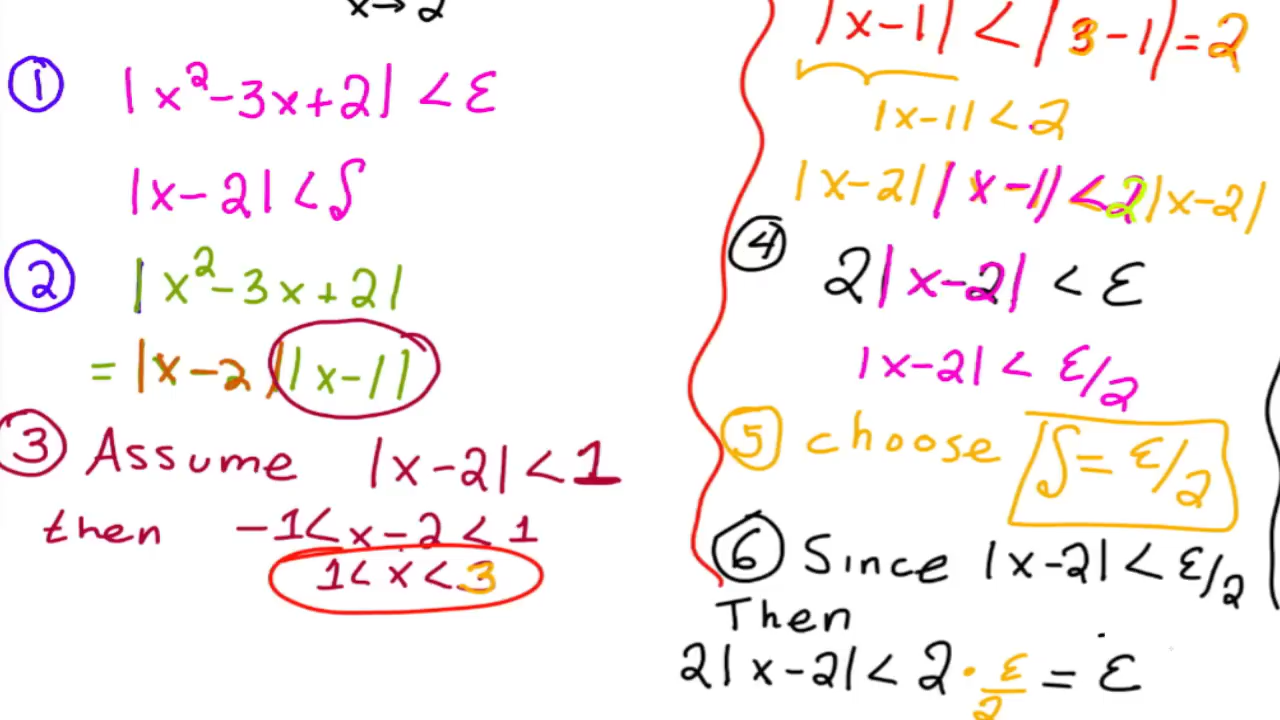 x→2
① |x²-3x+2| < ε
|x-2| < δ
② |x²-3x+2|
= |x-2||x-1|
③ Assume |x-2| < 1
then -1 < x-2 < 1
1 < x < 3
|x-1| < |3-1| = 2
|x-1| < 2
|x-2||x-1| < 2|x-2|
④ 2|x-2| < ε
|x-2| < ε/2
⑤ choose δ = ε/2
⑥ Since |x-2| < ε/2
Then
2|x-2| < 2·ε/2 = ε